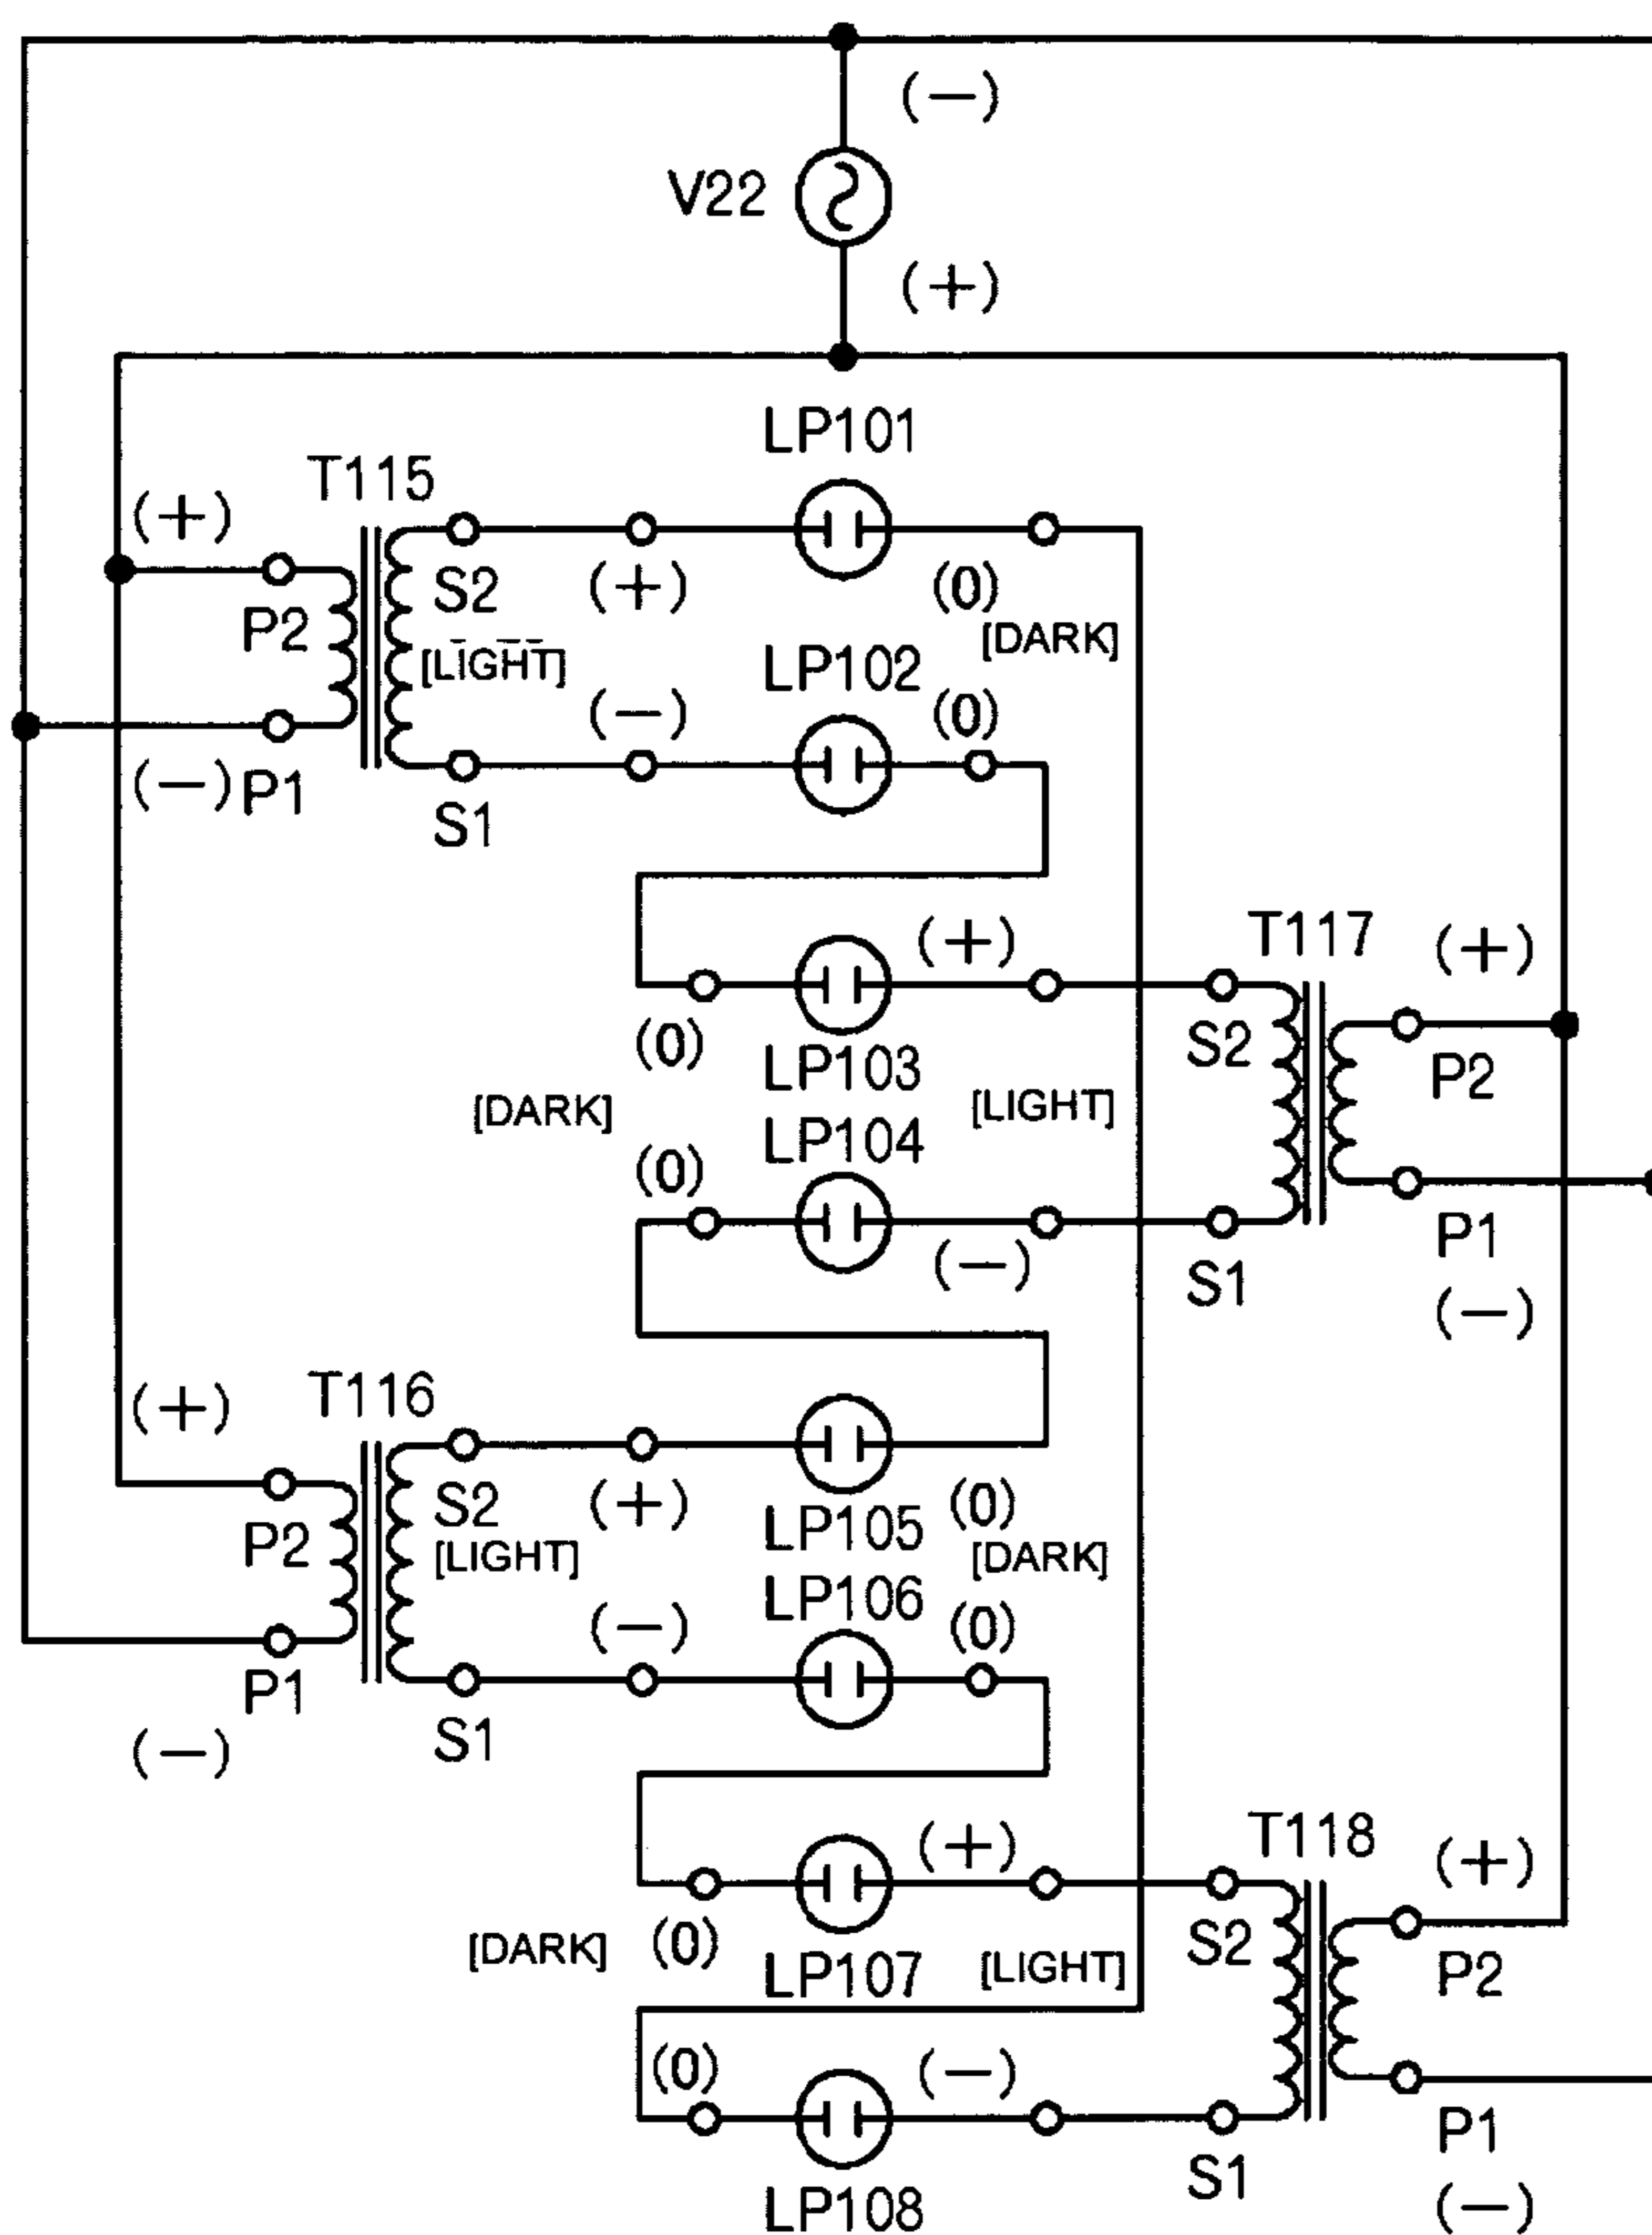 (—)
V22
(+)
LP101
T115
(+)
S2
(+)
(0)
P2
[DARK]
[LIGHT]
LP102
(—)
(0)
(—)
P1
S1
T117
(+)
(+)
(0)
S2
LP103
P2
[DARK]
[LIGHT]
LP104
(0)
P1
(—)
S1
(—)
T116
(+)
S2
(+)
(0)
LP105
P2
[LIGHT]
[DARK]
LP106
(—)
(0)
P1
S1
(—)
T118
(+)
(+)
(0)
S2
[DARK]
LP107
[LIGHT]
P2
(0)
(—)
P1
S1
LP108
(—)